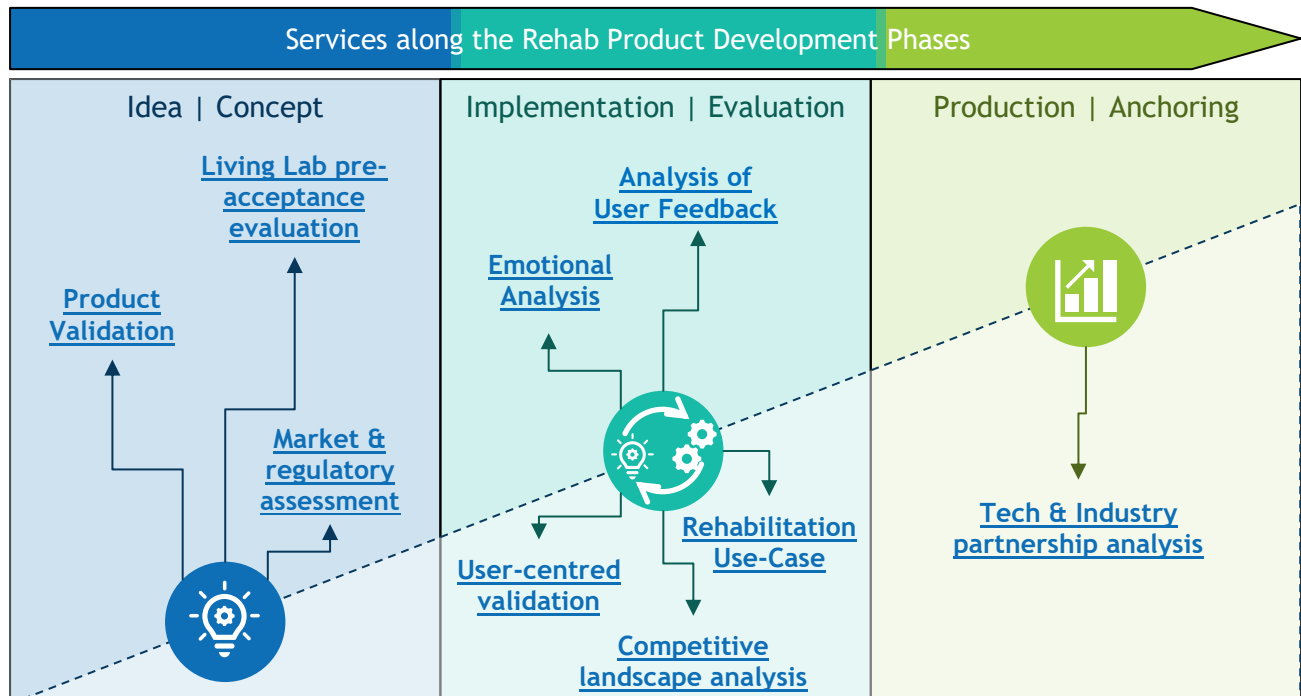 Services along the Rehab Product Development Phases
Idea | Concept
Living Lab pre-
acceptance
evaluation
Product
Validation
Market &
regulatory
assessment
Implementation | Evaluation
Analysis of
User Feedback
Emotional
Analysis
User-centred
validation
Rehabilitation
Use-Case
Competitive
landscape analysis
Production | Anchoring
Tech & Industry
partnership analysis